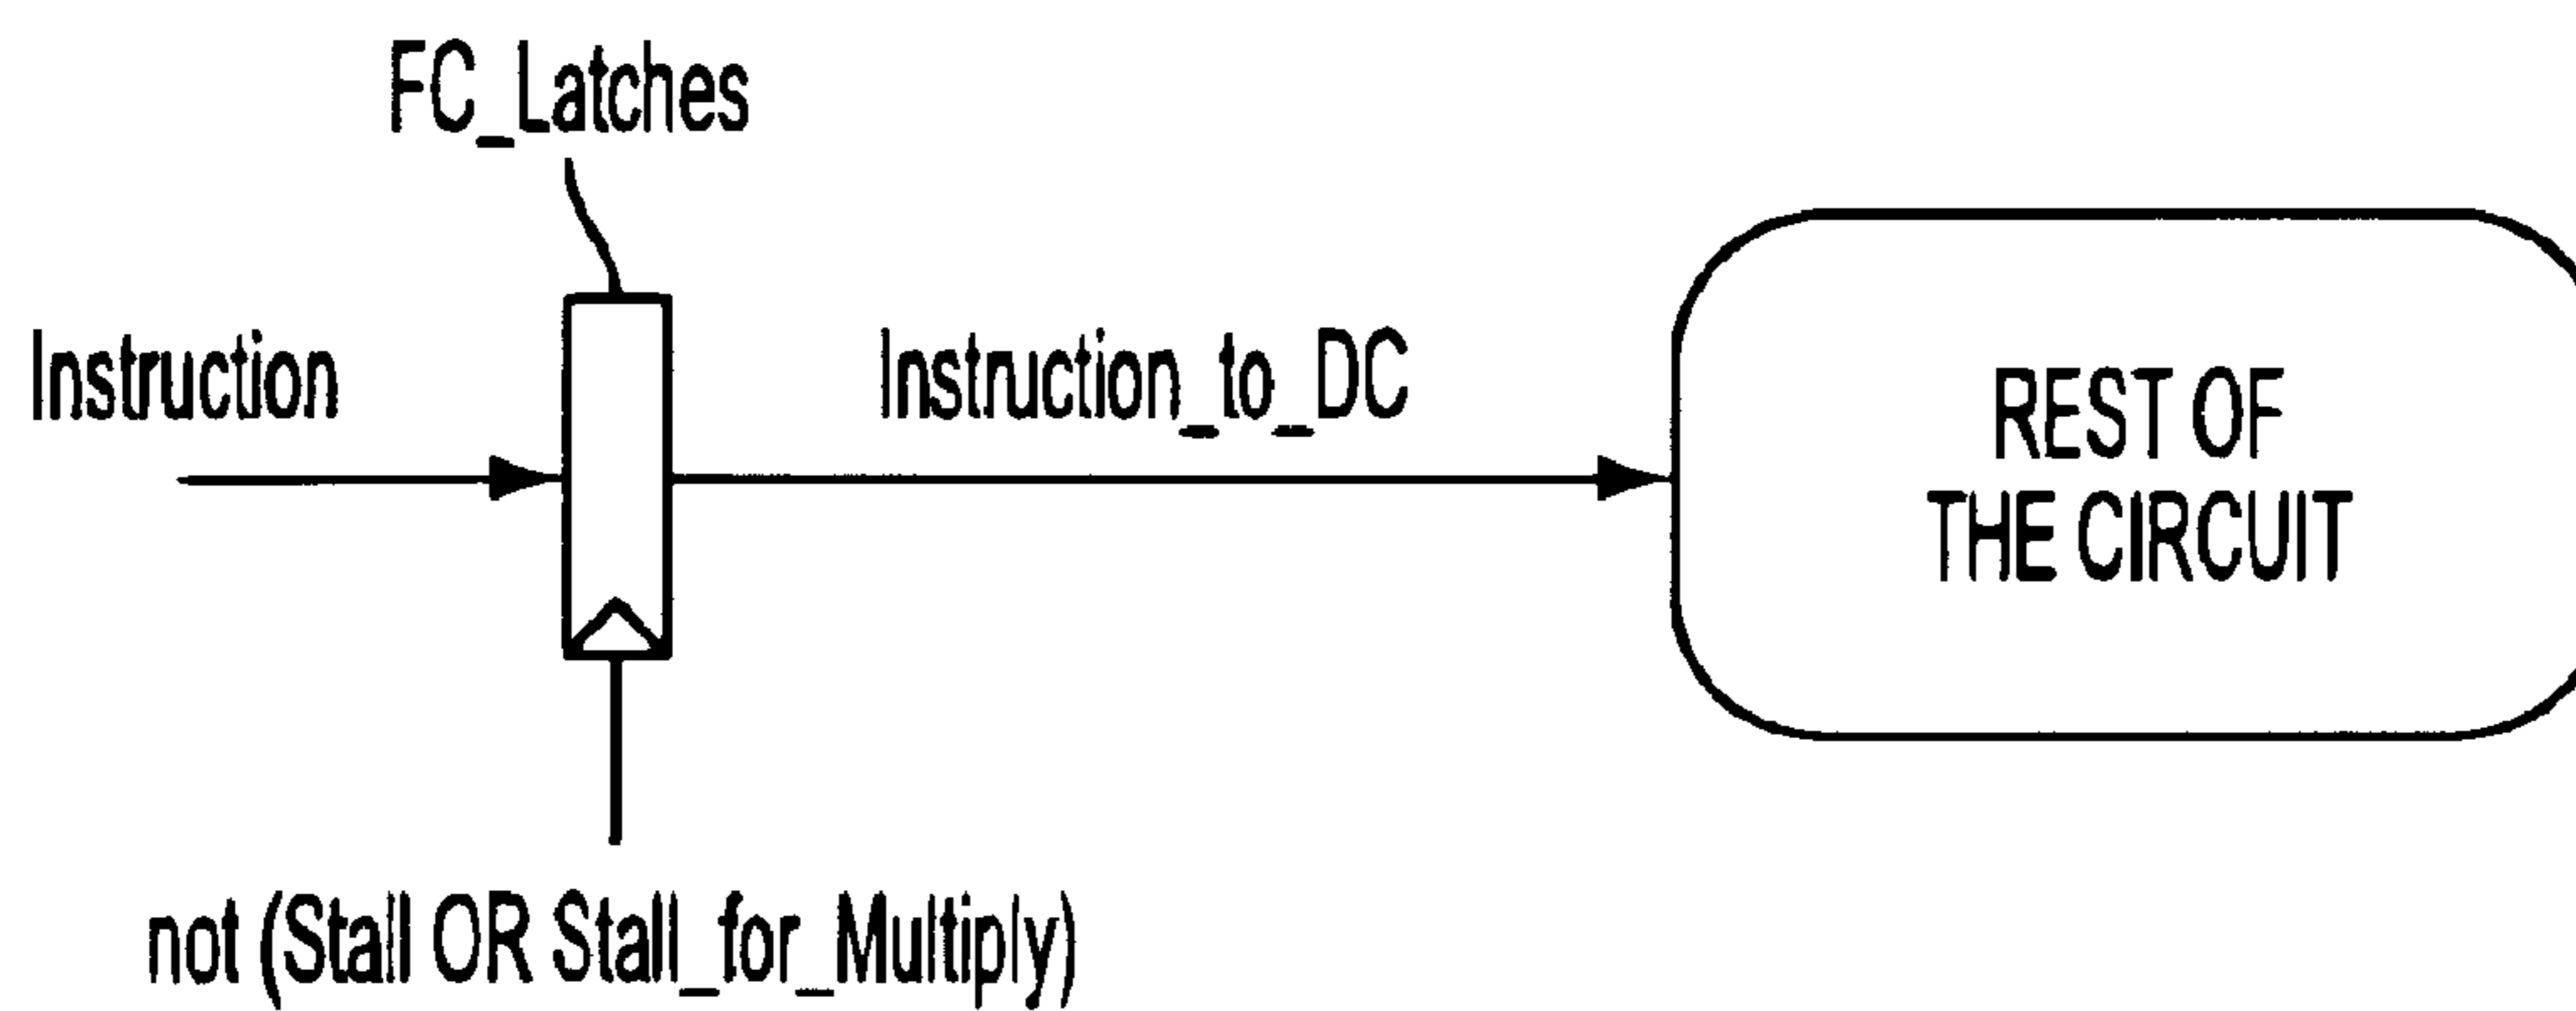 FC_Latches
Instruction
Instruction_to_DC
REST OF
THE CIRCUIT
not (Stall OR Stall_for_Multiply)